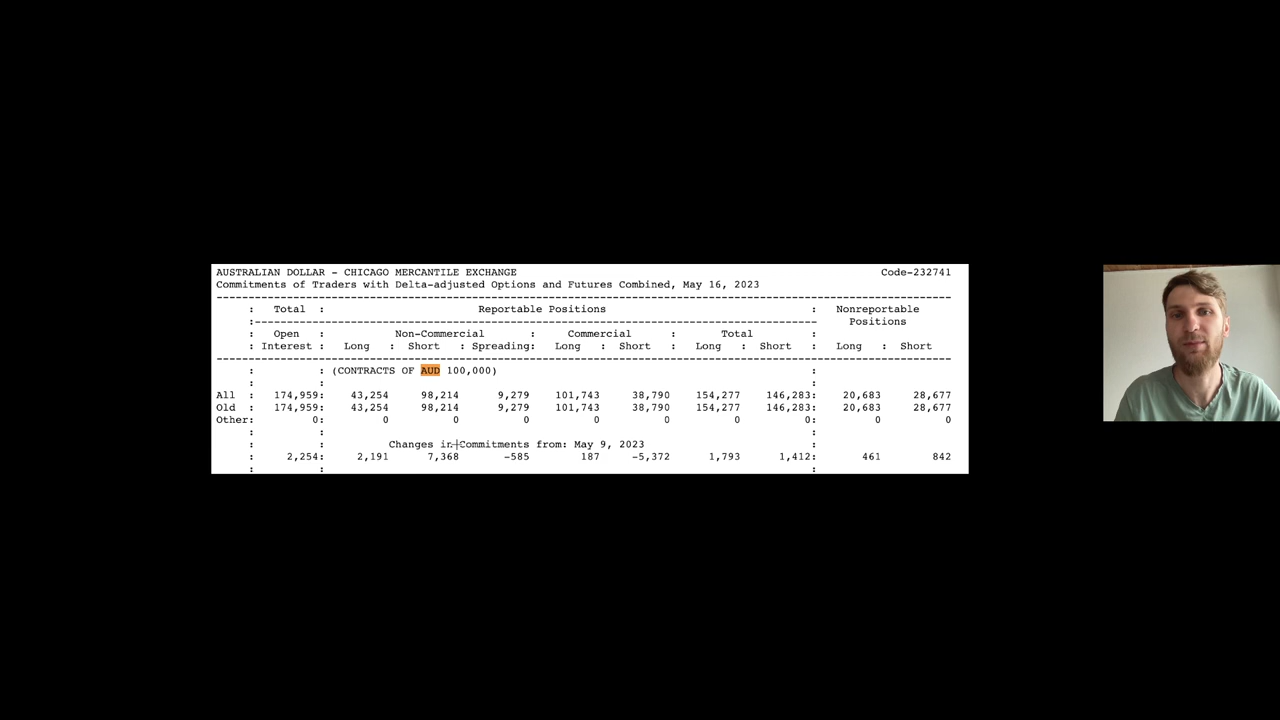 AUSTRALIAN DOLLAR - CHICAGO MERCANTILE EXCHANGE Code-232741
Commitments of Traders with Delta-adjusted Options and Futures Combined, May 16, 2023
--------------------------------------------------------------------------------
: Total : Reportable Positions : Nonreportable
:-------------------------------------------------------------- Positions
: Open : Non-Commercial : Commercial : Total
: Interest : Long : Short : Spreading: Long : Short : Long : Short : Long : Short
--------------------------------------------------------------------------------
: : (CONTRACTS OF AUD 100,000) :
: : :
All : 174,959: 43,254 98,214 9,279 101,743 38,790 154,277 146,283: 20,683 28,677
Old : 174,959: 43,254 98,214 9,279 101,743 38,790 154,277 146,283: 20,683 28,677
Other: 0: 0 0 0 0 0 0 0: 0 0
: : :
: : Changes in Commitments from: May 9, 2023 :
: 2,254: 2,191 7,368 -585 187 -5,372 1,793 1,412: 461 842
: : :